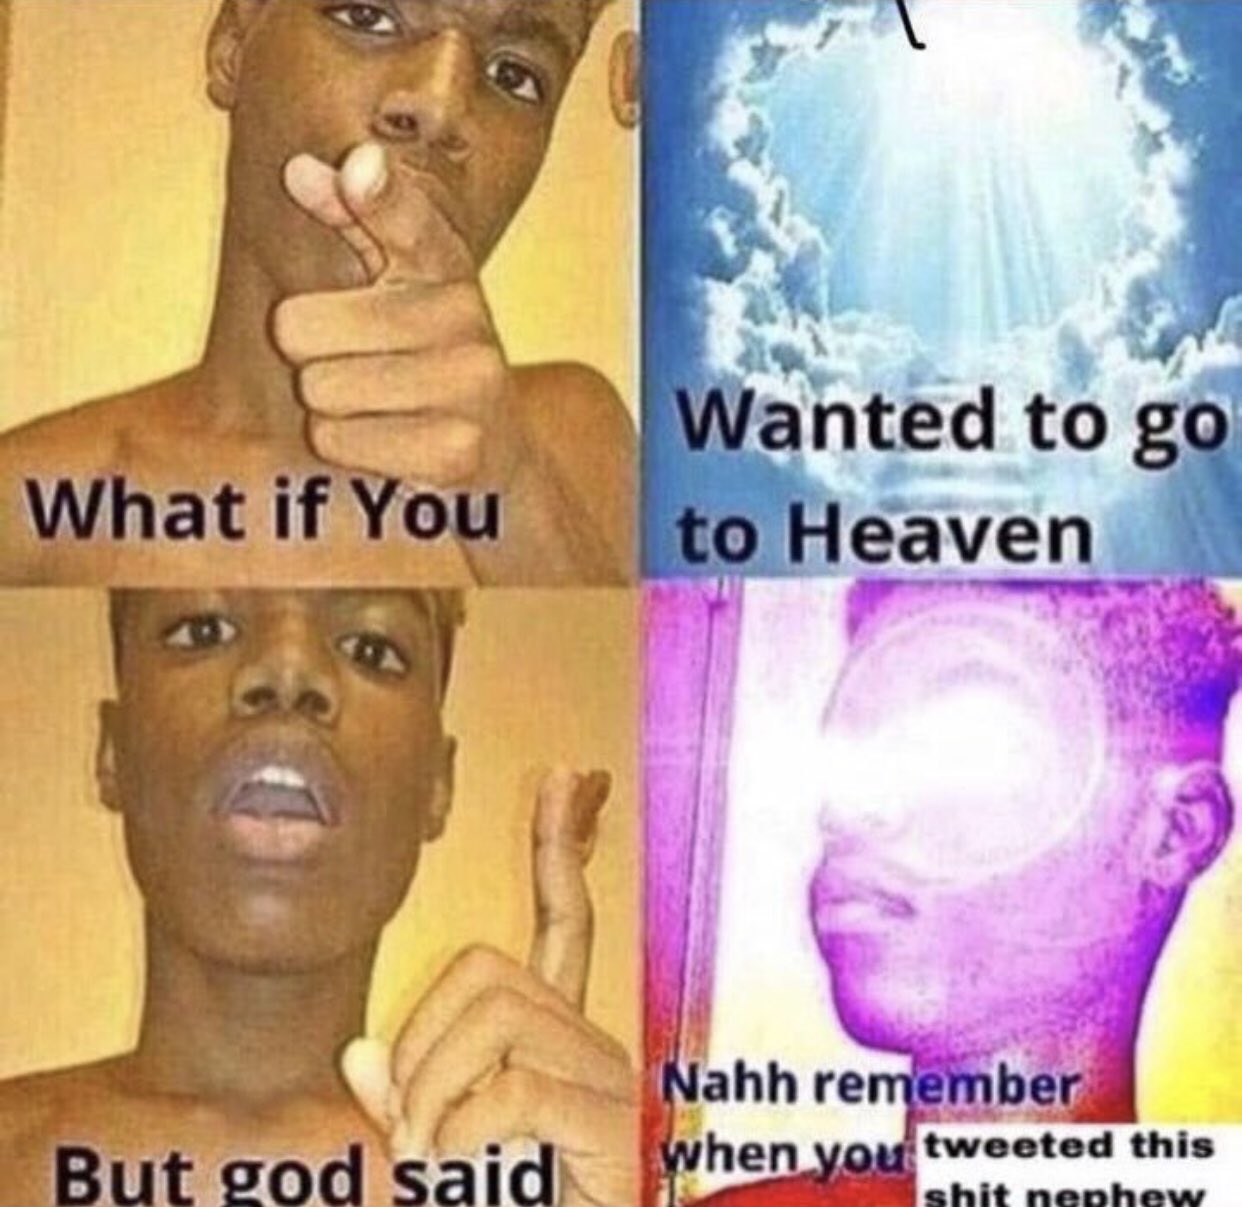 What if You
Wanted to go
to Heaven
But god said
Nahh remember
when you tweeted this
shit nephew